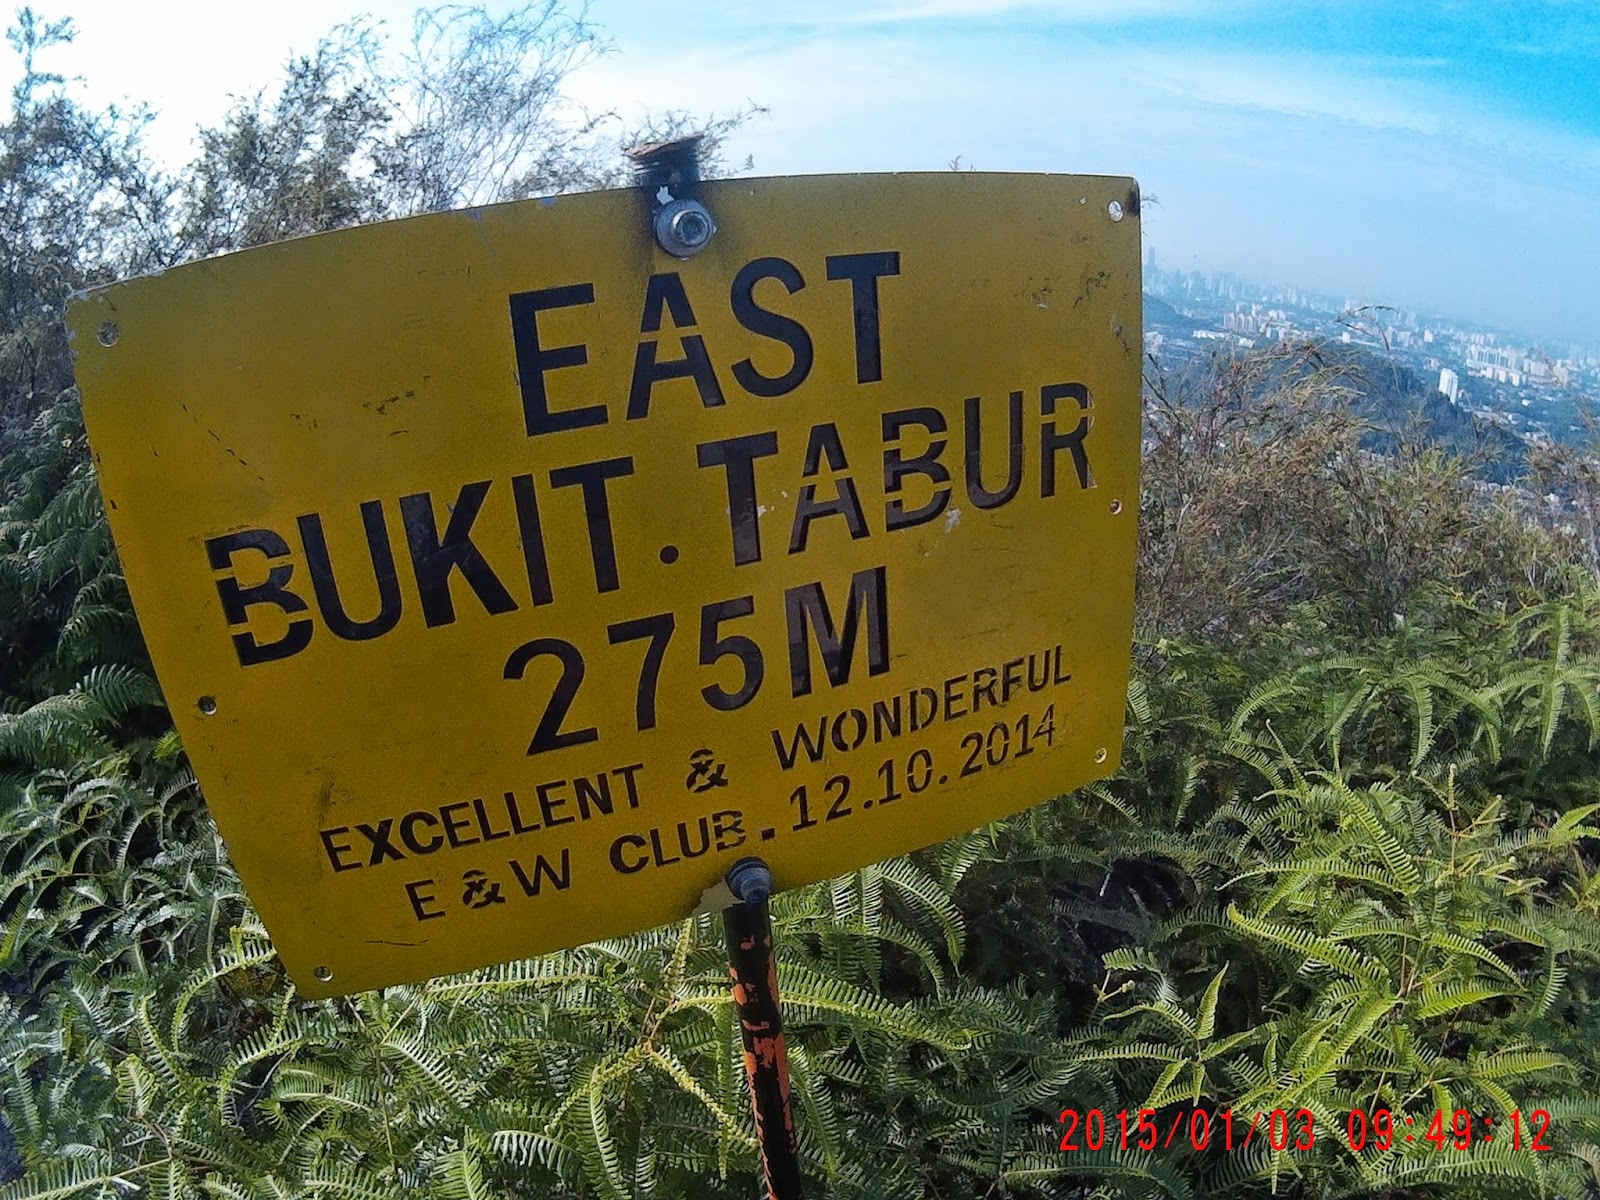 EAST
BUKIT.TABUR
275M
EXCELLENT & WONDERFUL
E&W CLUB.12.10.2014
2015/01/03 09:49:12